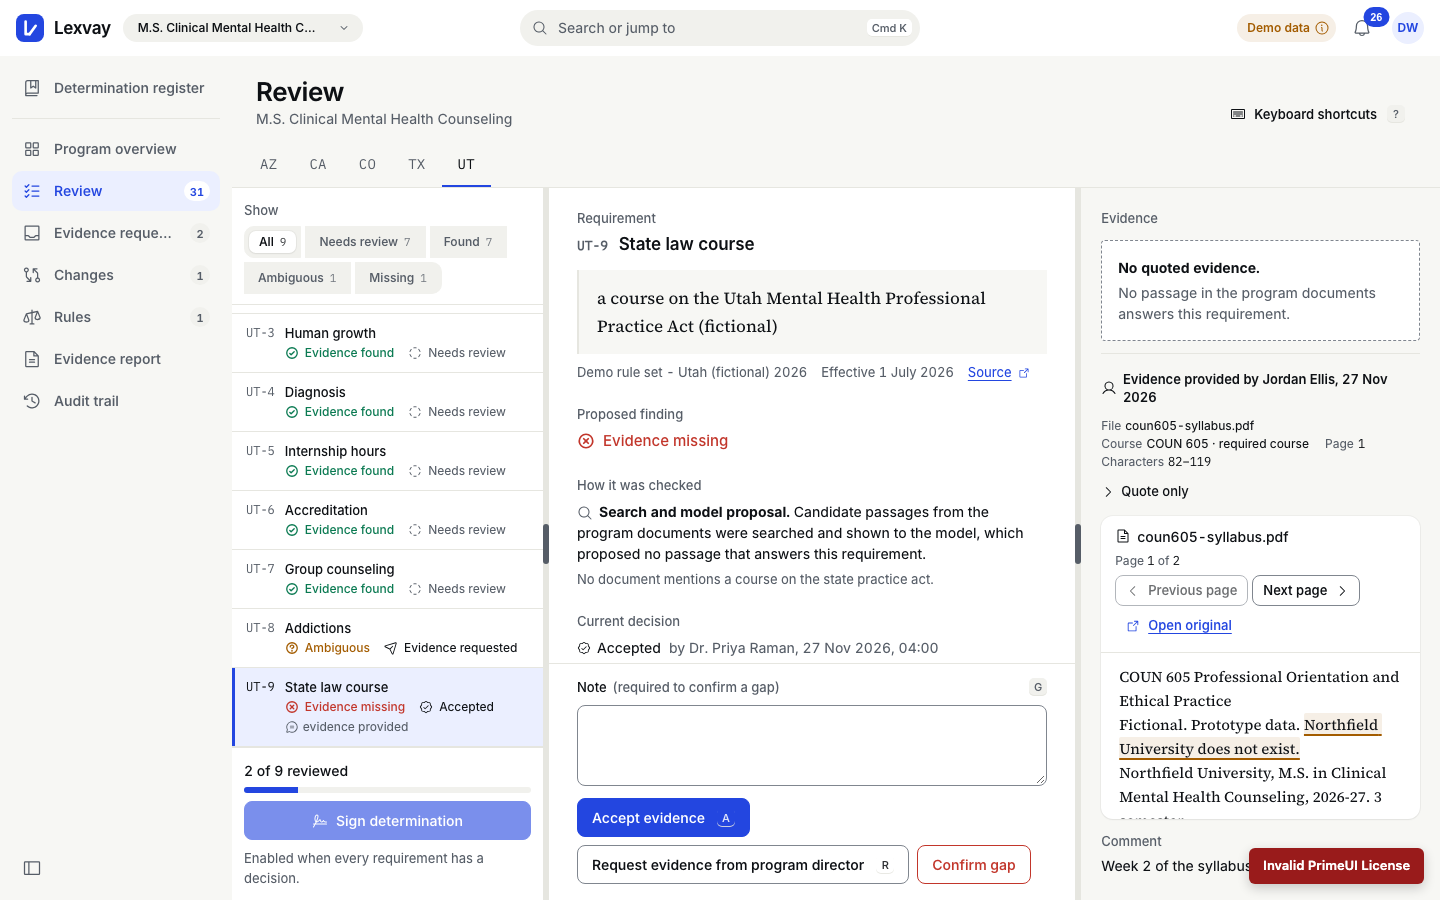 Lexvay
M.S. Clinical Mental Health C...
Search or jump to
Cmd K
Demo data
26
DW
Determination register
Program overview
Review 31
Evidence reque... 2
Changes 1
Rules 1
Evidence report
Audit trail
Review
M.S. Clinical Mental Health Counseling
Keyboard shortcuts ?
AZ CA CO TX UT
Show
All 9 Needs review 7 Found 7
Ambiguous 1 Missing 1
UT-3 Human growth
Evidence found Needs review
UT-4 Diagnosis
Evidence found Needs review
UT-5 Internship hours
Evidence found Needs review
UT-6 Accreditation
Evidence found Needs review
UT-7 Group counseling
Evidence found Needs review
UT-8 Addictions
Ambiguous Evidence requested
UT-9 State law course
Evidence missing Accepted
evidence provided
2 of 9 reviewed
Sign determination
Enabled when every requirement has a
decision.
Requirement
UT-9 State law course
a course on the Utah Mental Health Professional
Practice Act (fictional)
Demo rule set - Utah (fictional) 2026 Effective 1 July 2026 Source
Proposed finding
Evidence missing
How it was checked
Search and model proposal. Candidate passages from the
program documents were searched and shown to the model, which
proposed no passage that answers this requirement.
No document mentions a course on the state practice act.
Current decision
Accepted by Dr. Priya Raman, 27 Nov 2026, 04:00
Note (required to confirm a gap) G
Accept evidence A
Request evidence from program director R
Confirm gap
Evidence
No quoted evidence.
No passage in the program documents
answers this requirement.
Evidence provided by Jordan Ellis, 27 Nov
2026
File coun605-syllabus.pdf
Course COUN 605 · required course Page 1
Characters 82–119
Quote only
coun605-syllabus.pdf
Page 1 of 2
Previous page Next page
Open original
COUN 605 Professional Orientation and
Ethical Practice
Fictional. Prototype data. Northfield
University does not exist.
Northfield University, M.S. in Clinical
Mental Health Counseling, 2026-27. 3
Comment
Week 2 of the syllabus
Invalid PrimeUI License